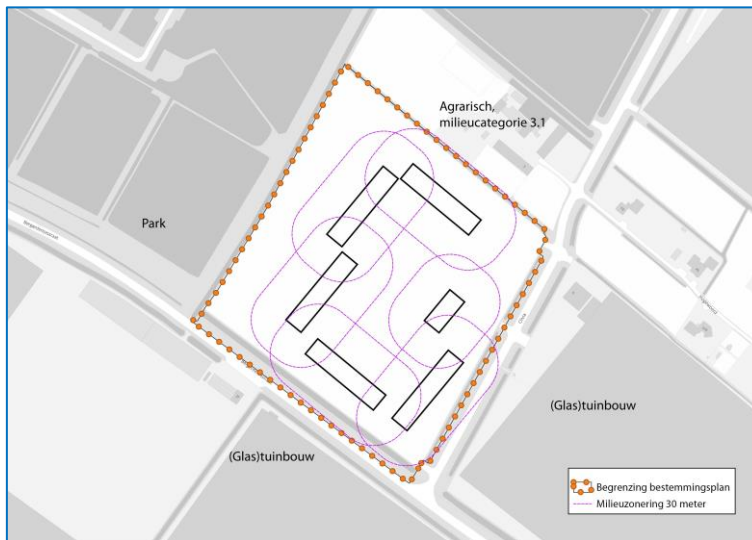 Agrarisch,
milieucategorie 3.1
Park
(Glas)tuinbouw
(Glas)tuinbouw
Begrenzing bestemmingsplan
Milieuzonering 30 meter